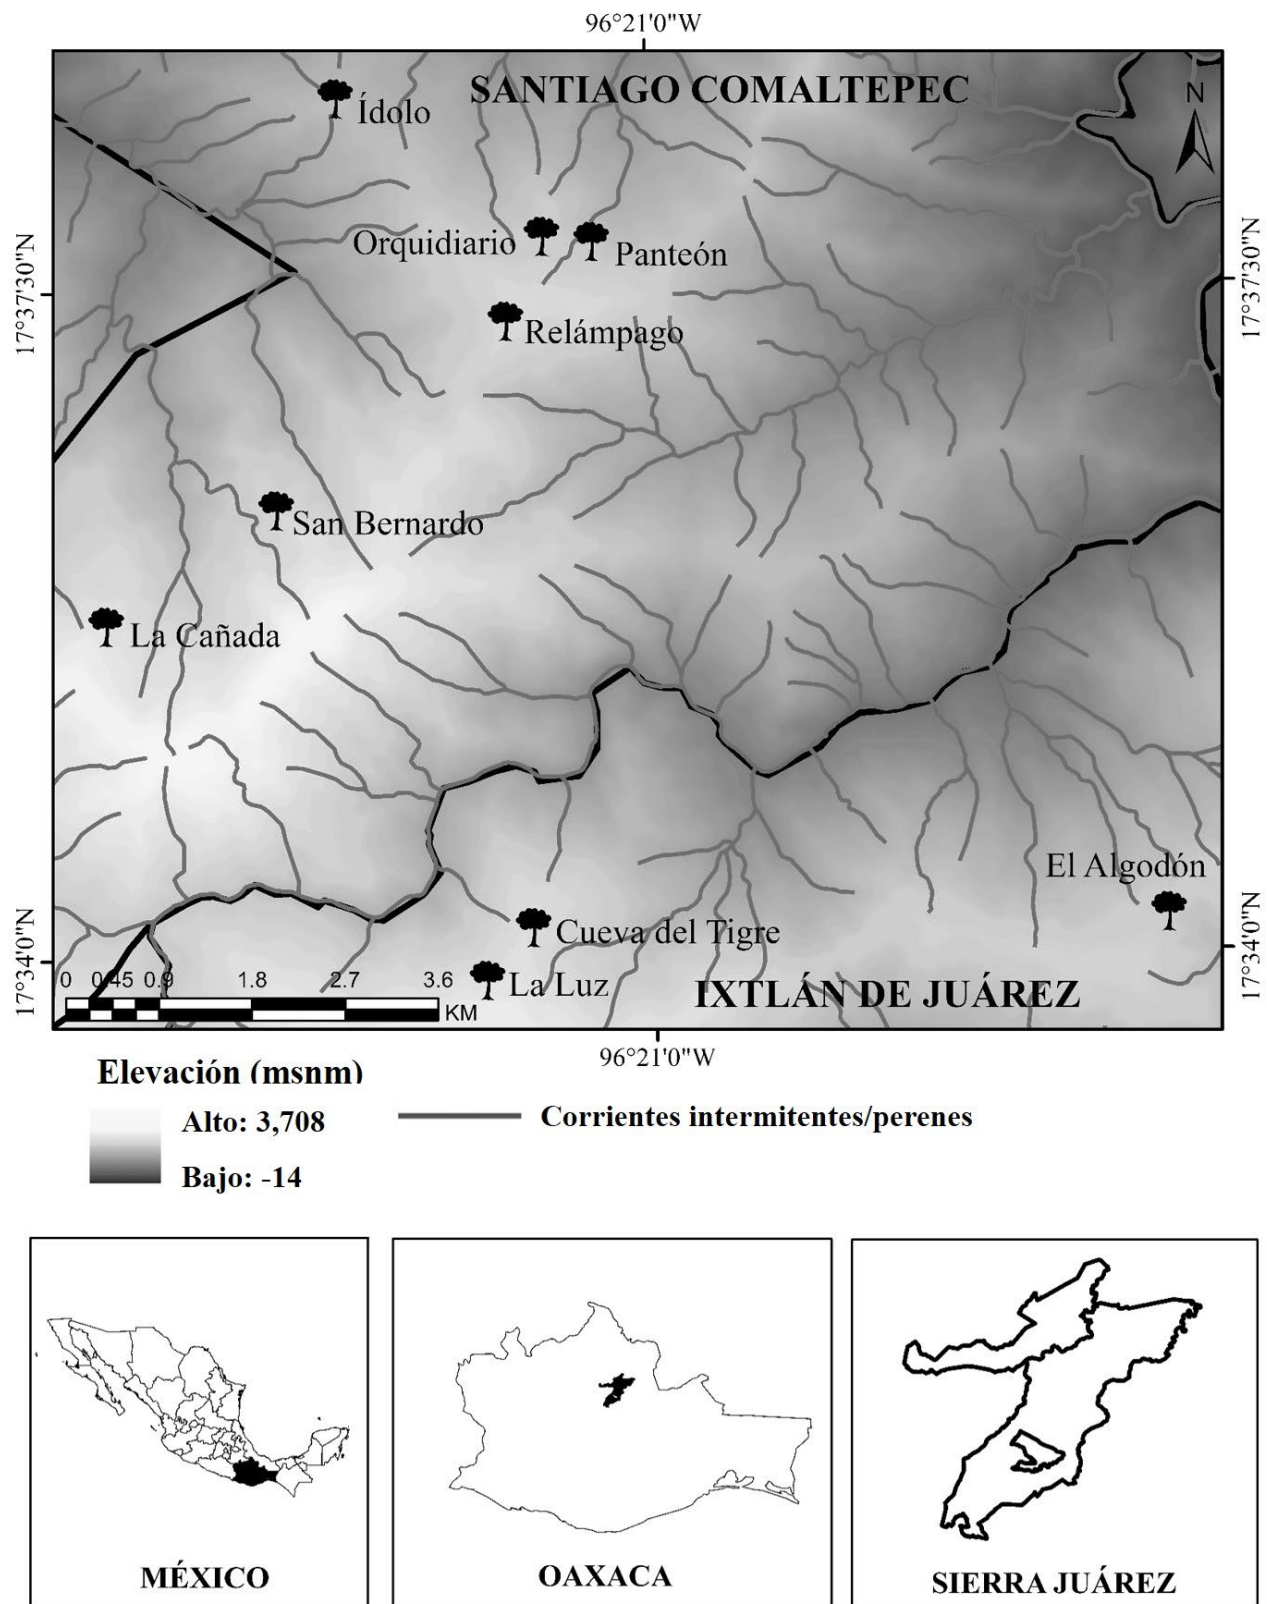 96°21'0"W
SANTIAGO COMALTEPEC
N
Ídolo
Orquidiario
Panteón
17°37'30"N
17°37'30"N
Relámpago
San Bernardo
La Cañada
El Algodón
Cueva del Tigre
17°34'0"N
17°34'0"N
La Luz
IXTLÁN DE JUÁREZ
0 0.45 0.9 1.8 2.7 3.6
KM
96°21'0"W
Elevación (msnm)
Alto: 3,708
Corrientes intermitentes/perenes
Bajo: -14
MÉXICO
OAXACA
SIERRA JUÁREZ